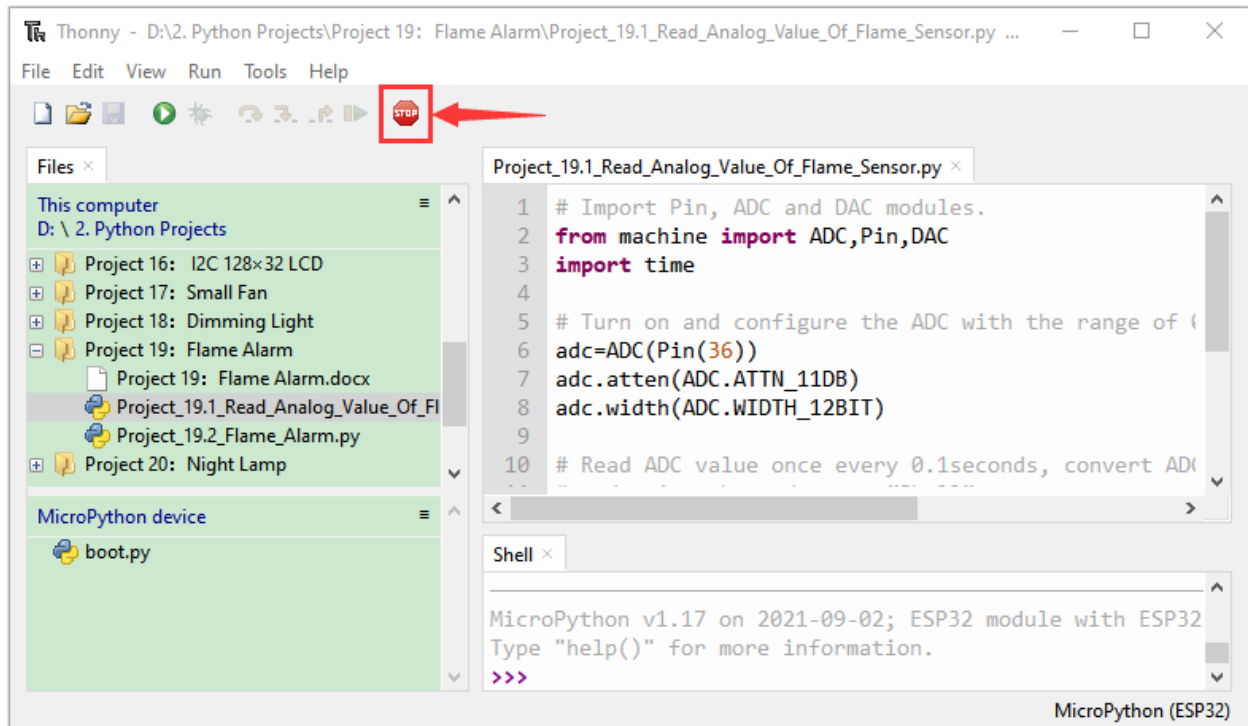 Thonny - D:\2. Python Projects\Project 19: Flame Alarm\Project_19.1_Read_Analog_Value_Of_Flame_Sensor.py ...
File Edit View Run Tools Help
STOP
Files
This computer
D: \ 2. Python Projects
Project 16: I2C 128×32 LCD
Project 17: Small Fan
Project 18: Dimming Light
Project 19: Flame Alarm
Project 19: Flame Alarm.docx
Project_19.1_Read_Analog_Value_Of_Fl
Project_19.2_Flame_Alarm.py
Project 20: Night Lamp
MicroPython device
boot.py
Project_19.1_Read_Analog_Value_Of_Flame_Sensor.py
1 # Import Pin, ADC and DAC modules.
2 from machine import ADC,Pin,DAC
3 import time
4
5 # Turn on and configure the ADC with the range of
6 adc=ADC(Pin(36))
7 adc.atten(ADC.ATTN_11DB)
8 adc.width(ADC.WIDTH_12BIT)
9
10 # Read ADC value once every 0.1seconds, convert ADC
Shell
MicroPython v1.17 on 2021-09-02; ESP32 module with ESP32
Type "help()" for more information.
>>>
MicroPython (ESP32)